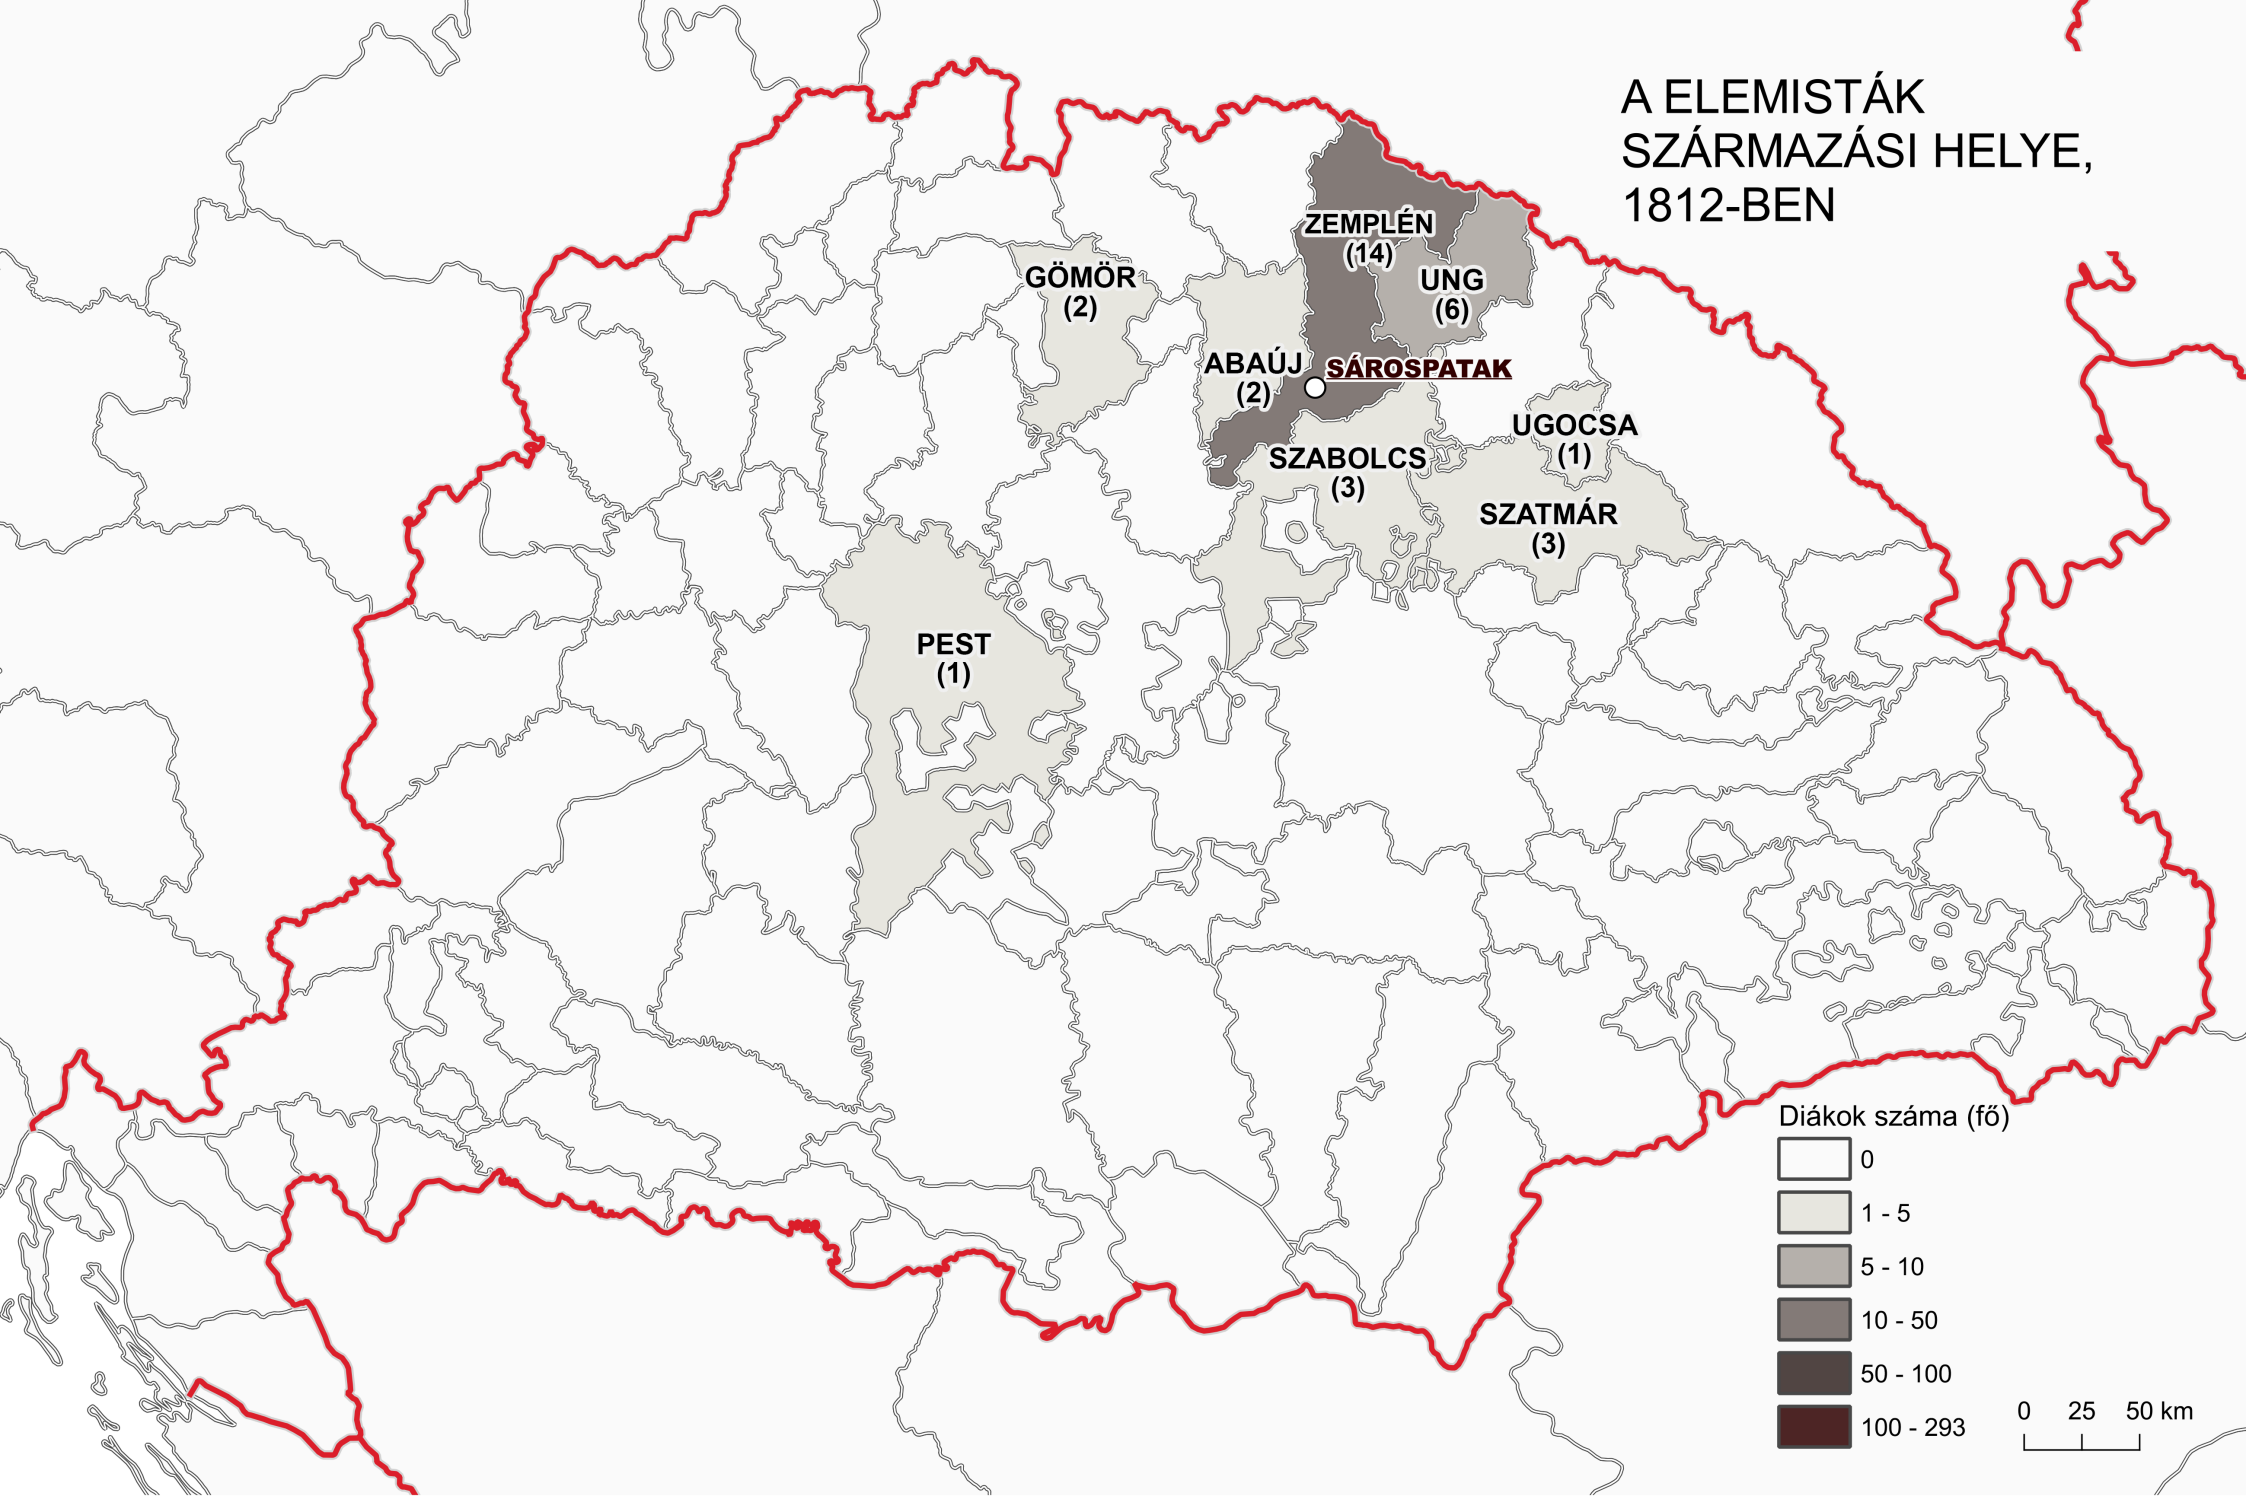 A ELEMISTÁK
SZÁRMAZÁSI HELYE,
1812-BEN
ZEMPLÉN
(14)
UNG
(6)
GÖMÖR
(2)
ABAÚJ
(2)
SÁROSPATAK
UGOCSA
(1)
SZABOLCS
(3)
SZATMÁR
(3)
PEST
(1)
Diákok száma (fő)
0
1 - 5
5 - 10
10 - 50
50 - 100
100 - 293
0 25 50 km